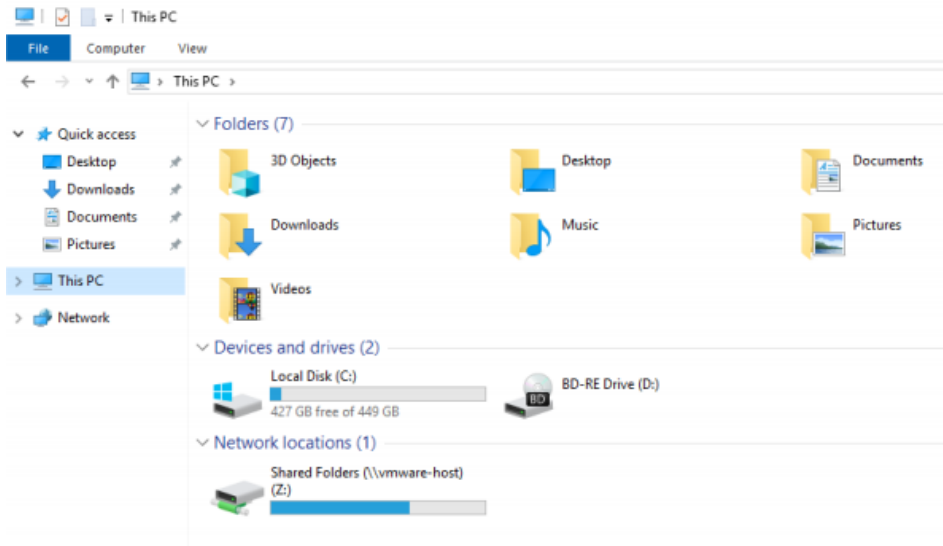 This PC
File Computer View
This PC
Quick access
Desktop
Downloads
Documents
Pictures
This PC
Network
Folders (7)
3D Objects
Desktop
Documents
Downloads
Music
Pictures
Videos
Devices and drives (2)
Local Disk (C:)
427 GB free of 449 GB
BD-RE Drive (D:)
BD
Network locations (1)
Shared Folders (\\vmware-host)
(Z:)